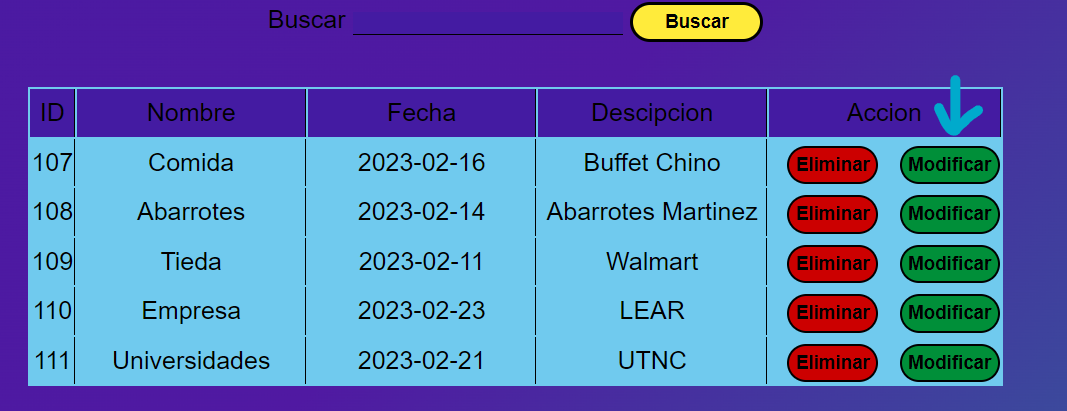 Buscar Buscar
ID Nombre Fecha Descipcion Accion
107 Comida 2023-02-16 Buffet Chino Eliminar Modificar
108 Abarrotes 2023-02-14 Abarrotes Martinez Eliminar Modificar
109 Tieda 2023-02-11 Walmart Eliminar Modificar
110 Empresa 2023-02-23 LEAR Eliminar Modificar
111 Universidades 2023-02-21 UTNC Eliminar Modificar